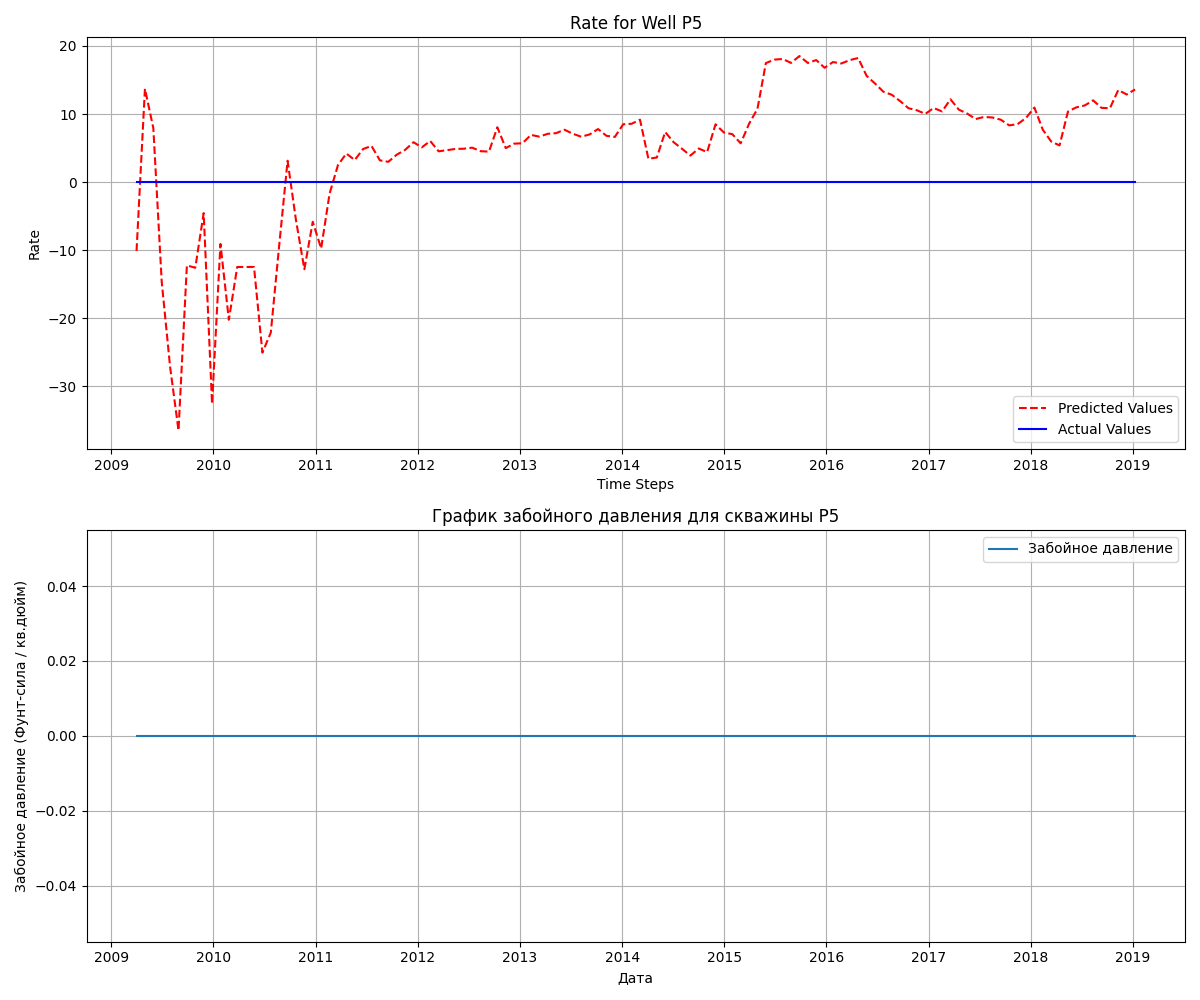 Rate for Well P5
20
10
0
−10
−20
−30
Rate
Predicted Values
Actual Values
2009 2010 2011 2012 2013 2014 2015 2016 2017 2018 2019
Time Steps
График забойного давления для скважины P5
Забойное давление
0.04
0.02
0.00
−0.02
−0.04
Забойное давление (Фунт-сила / кв.дюйм)
2009 2010 2011 2012 2013 2014 2015 2016 2017 2018 2019
Дата